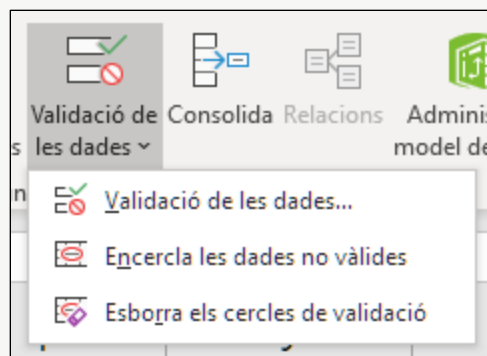 Validació de
les dades
Consolida
Relacions
model de
s
Validació de les dades...
Encercla les dades no vàlides
Esborra els cercles de validació